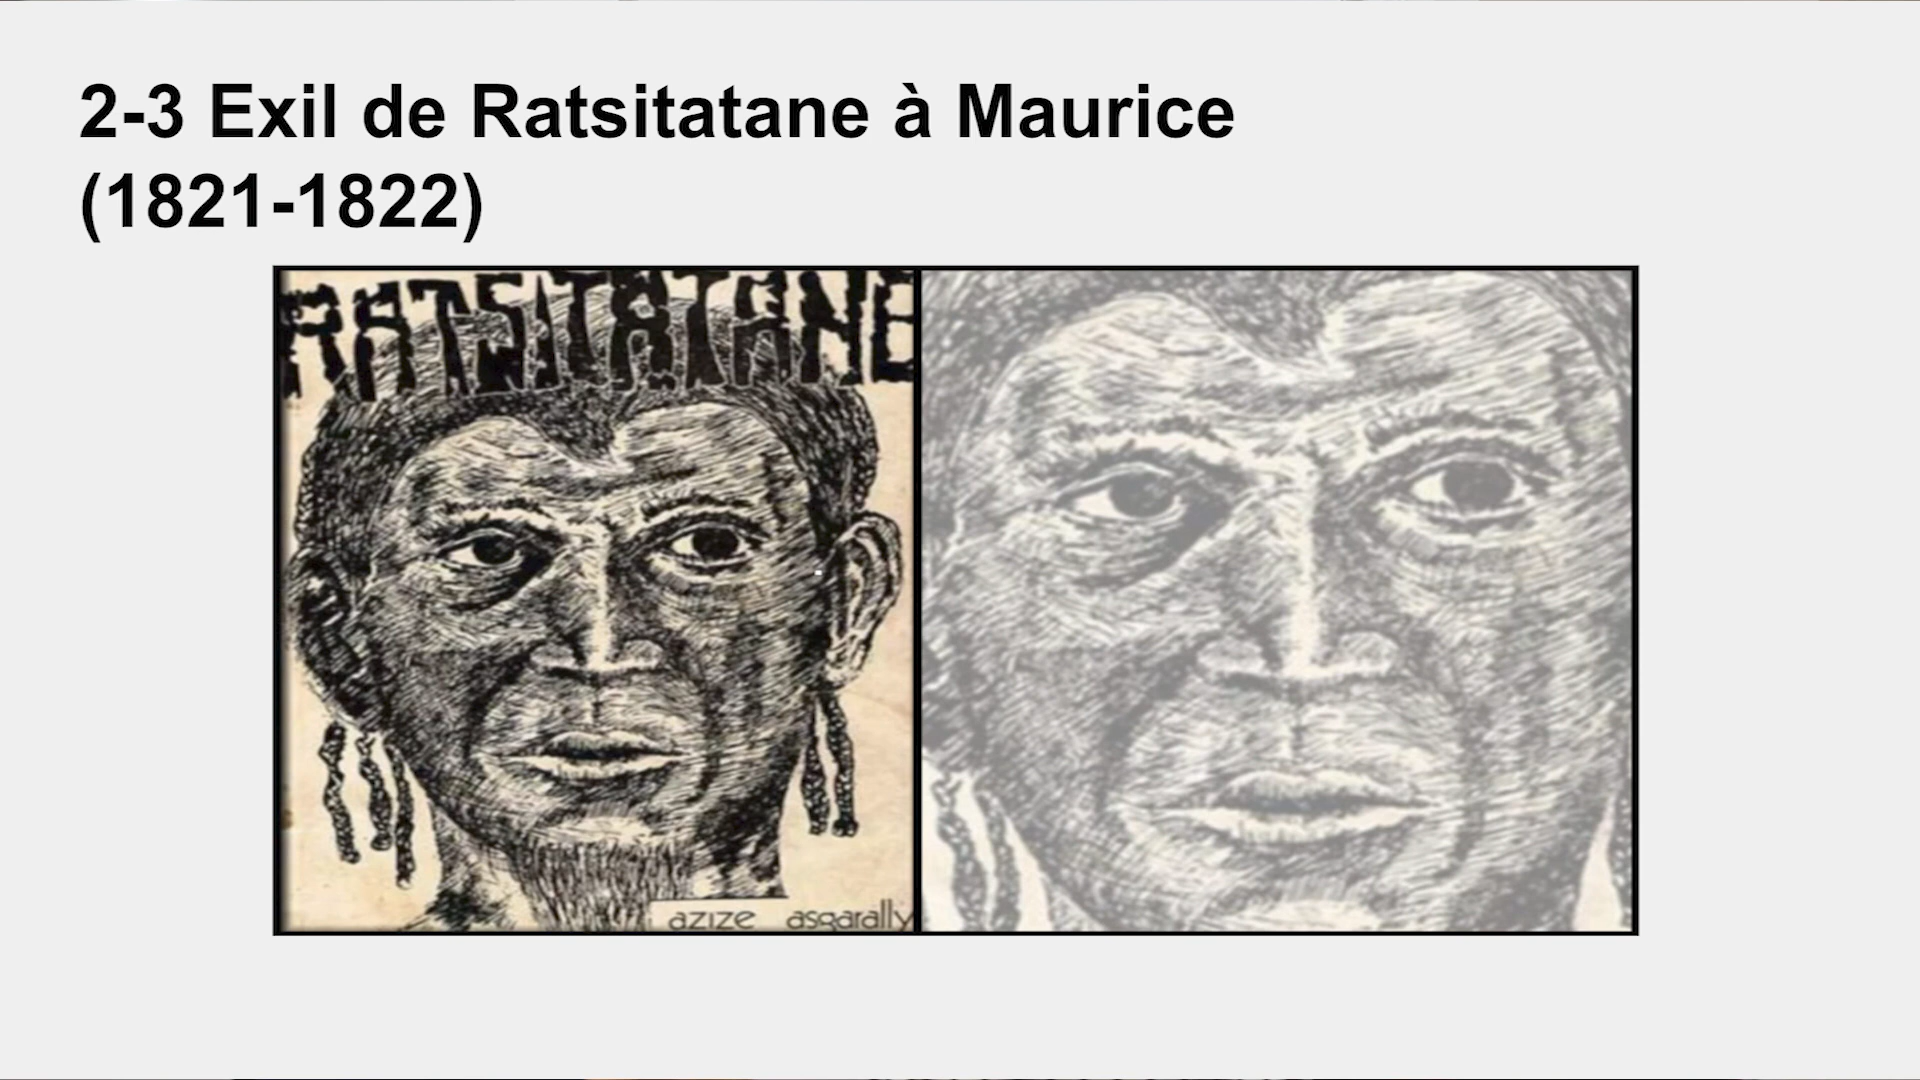 2-3 Exil de Ratsitatane à Maurice
(1821-1822)
RATSITATANE
azize asgarally